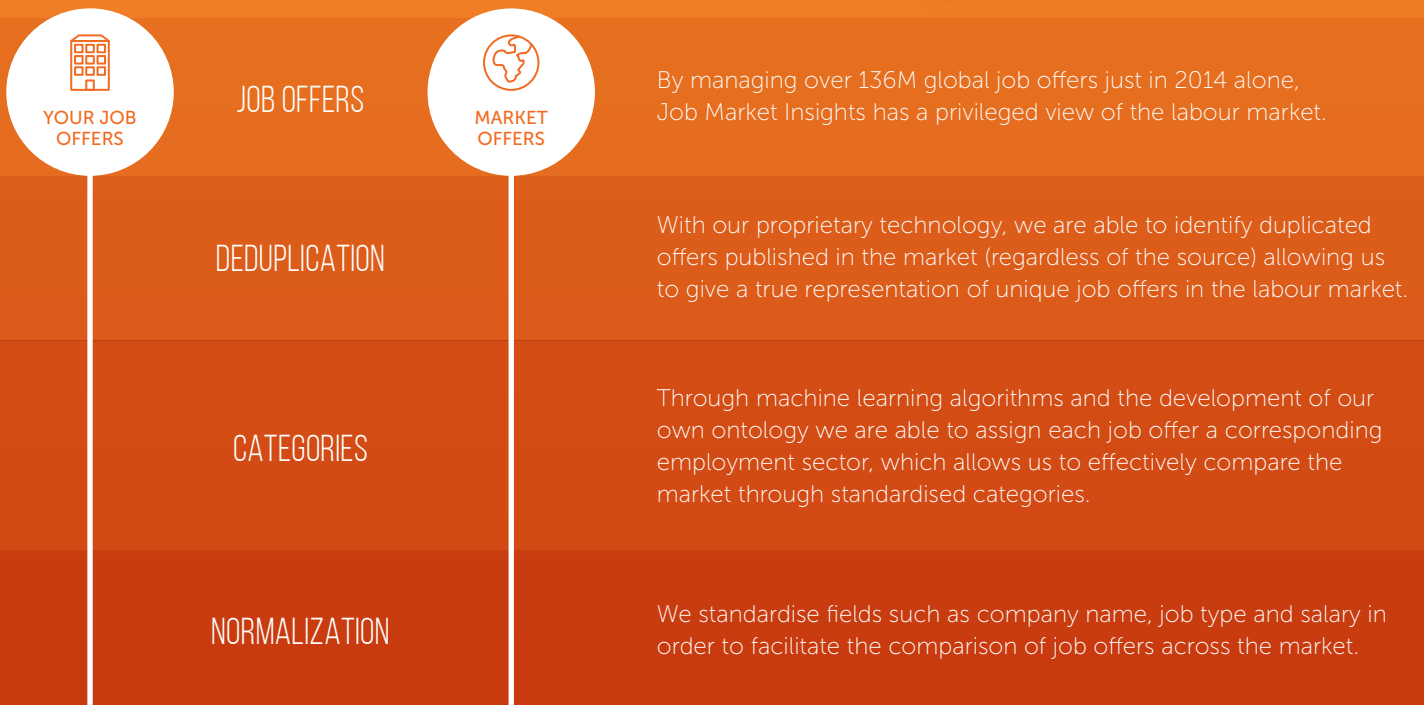 YOUR JOB
OFFERS
JOB OFFERS
MARKET
OFFERS
By managing over 136M global job offers just in 2014 alone,
Job Market Insights has a privileged view of the labour market.
DEDUPLICATION
With our proprietary technology, we are able to identify duplicated
offers published in the market (regardless of the source) allowing us
to give a true representation of unique job offers in the labour market.
CATEGORIES
Through machine learning algorithms and the development of our
own ontology we are able to assign each job offer a corresponding
employment sector, which allows us to effectively compare the
market through standardised categories.
NORMALIZATION
We standardise fields such as company name, job type and salary in
order to facilitate the comparison of job offers across the market.